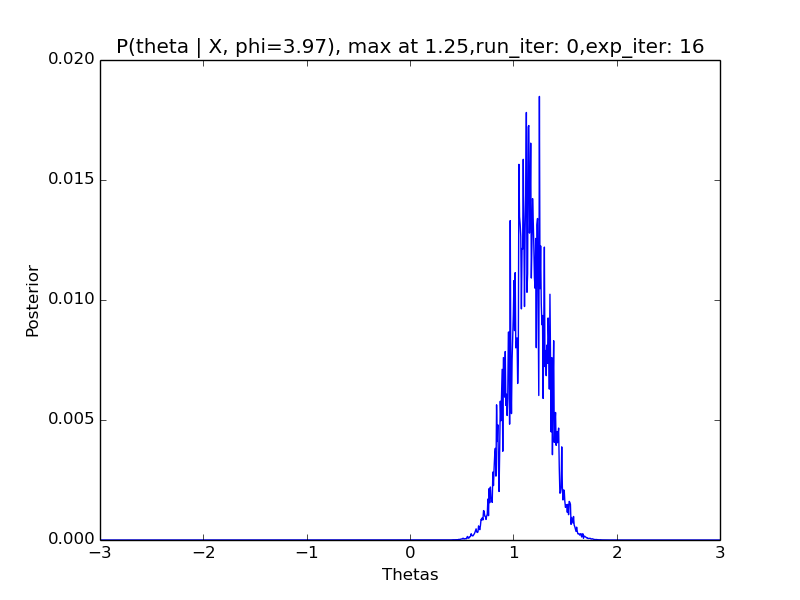 P(theta | X, phi=3.97), max at 1.25,run_iter: 0,exp_iter: 16
0.020
0.015
0.010
0.005
0.000
Posterior
−3 −2 −1 0 1 2 3
Thetas